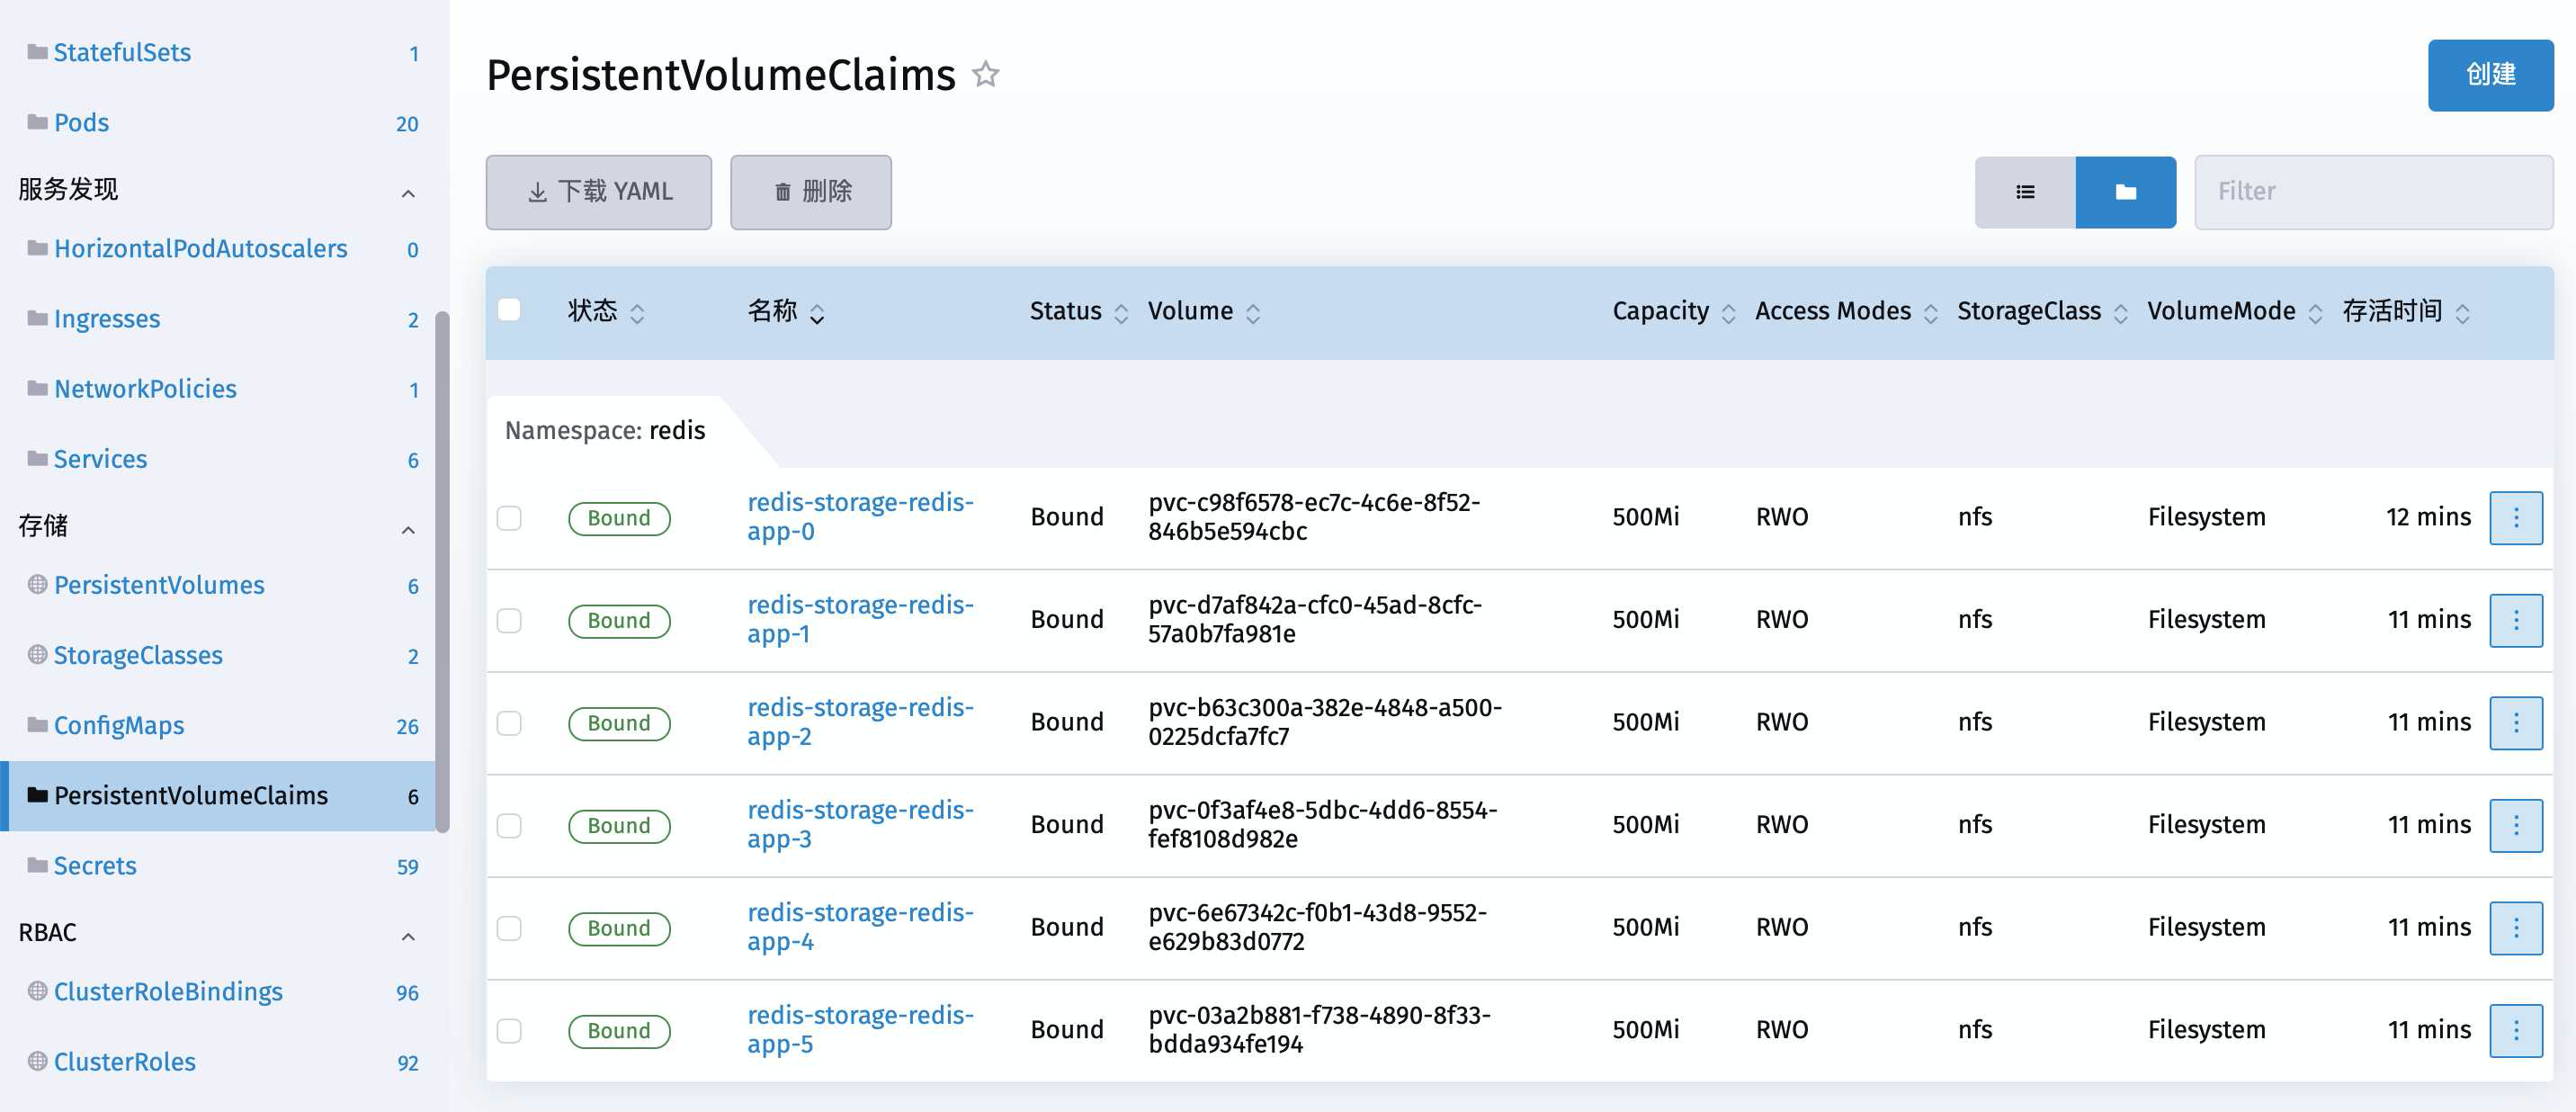 StatefulSets 1
Pods 20
服务发现
HorizontalPodAutoscalers 0
Ingresses 2
NetworkPolicies 1
Services 6
存储
PersistentVolumes 6
StorageClasses 2
ConfigMaps 26
PersistentVolumeClaims 6
Secrets 59
RBAC
ClusterRoleBindings 96
ClusterRoles 92
PersistentVolumeClaims
创建
下载 YAML 删除
Filter
状态 名称 Status Volume Capacity Access Modes StorageClass VolumeMode 存活时间
Namespace: redis
Bound redis-storage-redis- Bound pvc-c98f6578-ec7c-4c6e-8f52- 500Mi RWO nfs Filesystem 12 mins
app-0 846b5e594cbc
Bound redis-storage-redis- Bound pvc-d7af842a-cfc0-45ad-8cfc- 500Mi RWO nfs Filesystem 11 mins
app-1 57a0b7fa981e
Bound redis-storage-redis- Bound pvc-b63c300a-382e-4848-a500- 500Mi RWO nfs Filesystem 11 mins
app-2 0225dcfa7fc7
Bound redis-storage-redis- Bound pvc-0f3af4e8-5dbc-4dd6-8554- 500Mi RWO nfs Filesystem 11 mins
app-3 fef8108d982e
Bound redis-storage-redis- Bound pvc-6e67342c-f0b1-43d8-9552- 500Mi RWO nfs Filesystem 11 mins
app-4 e629b83d0772
Bound redis-storage-redis- Bound pvc-03a2b881-f738-4890-8f33- 500Mi RWO nfs Filesystem 11 mins
app-5 bdda934fe194